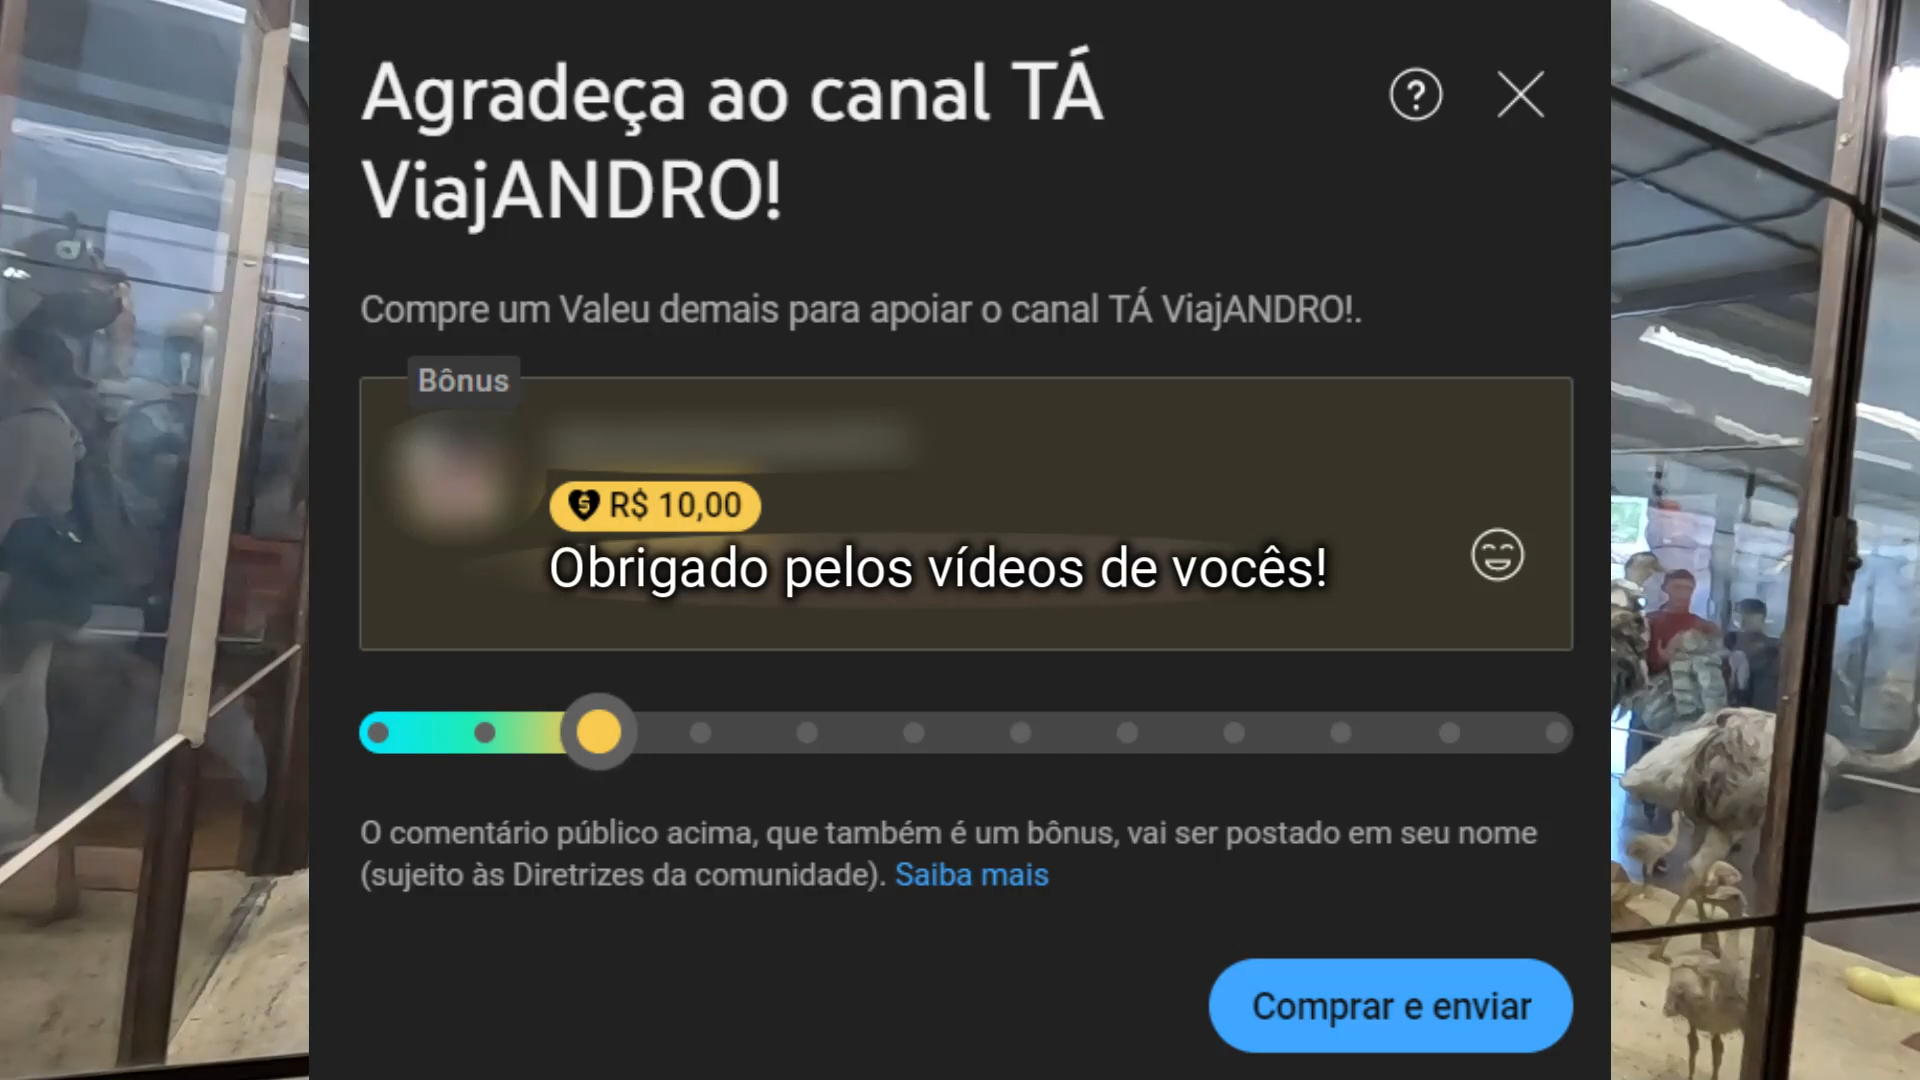 Agradeça ao canal TÁ
ViajANDRO!
Compre um Valeu demais para apoiar o canal TÁ ViajANDRO!.
Bônus
R$ 10,00
Obrigado pelos vídeos de vocês!
O comentário público acima, que também é um bônus, vai ser postado em seu nome
(sujeito às Diretrizes da comunidade). Saiba mais
Comprar e enviar